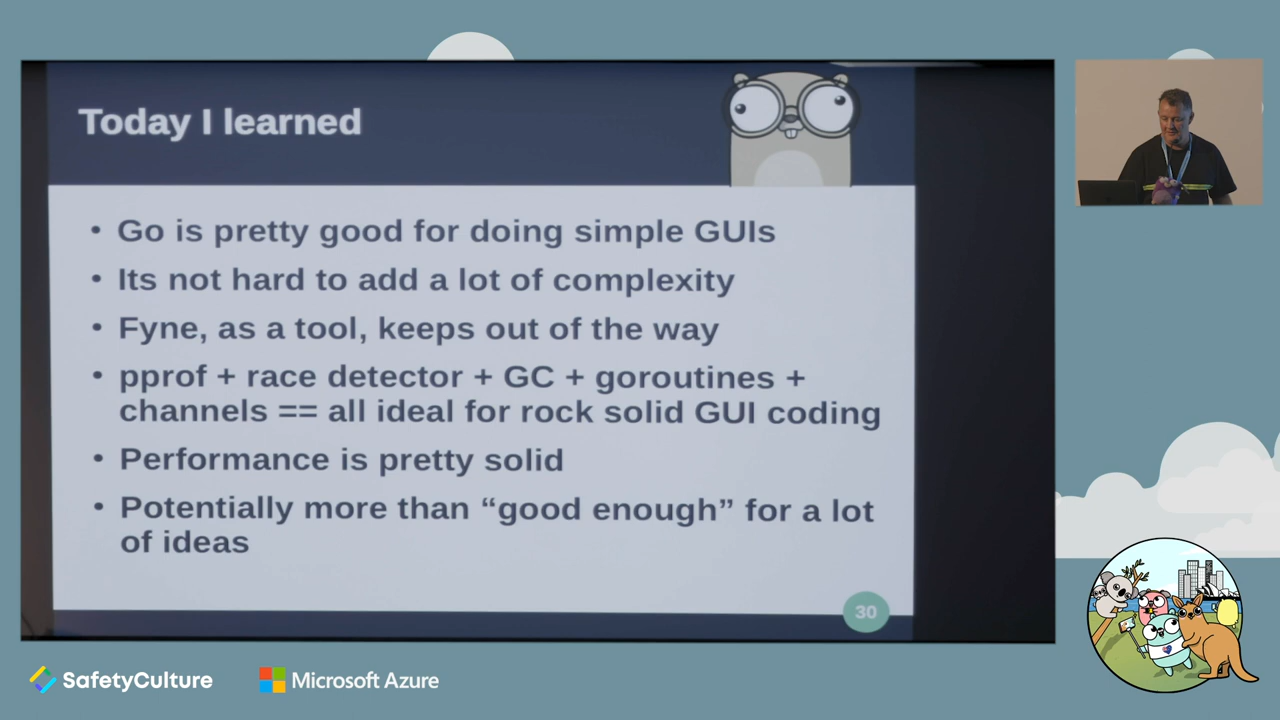 Today I learned
• Go is pretty good for doing simple GUIs
• Its not hard to add a lot of complexity
• Fyne, as a tool, keeps out of the way
• pprof + race detector + GC + goroutines +
channels == all ideal for rock solid GUI coding
• Performance is pretty solid
• Potentially more than “good enough” for a lot
of ideas
30
SafetyCulture
Microsoft Azure